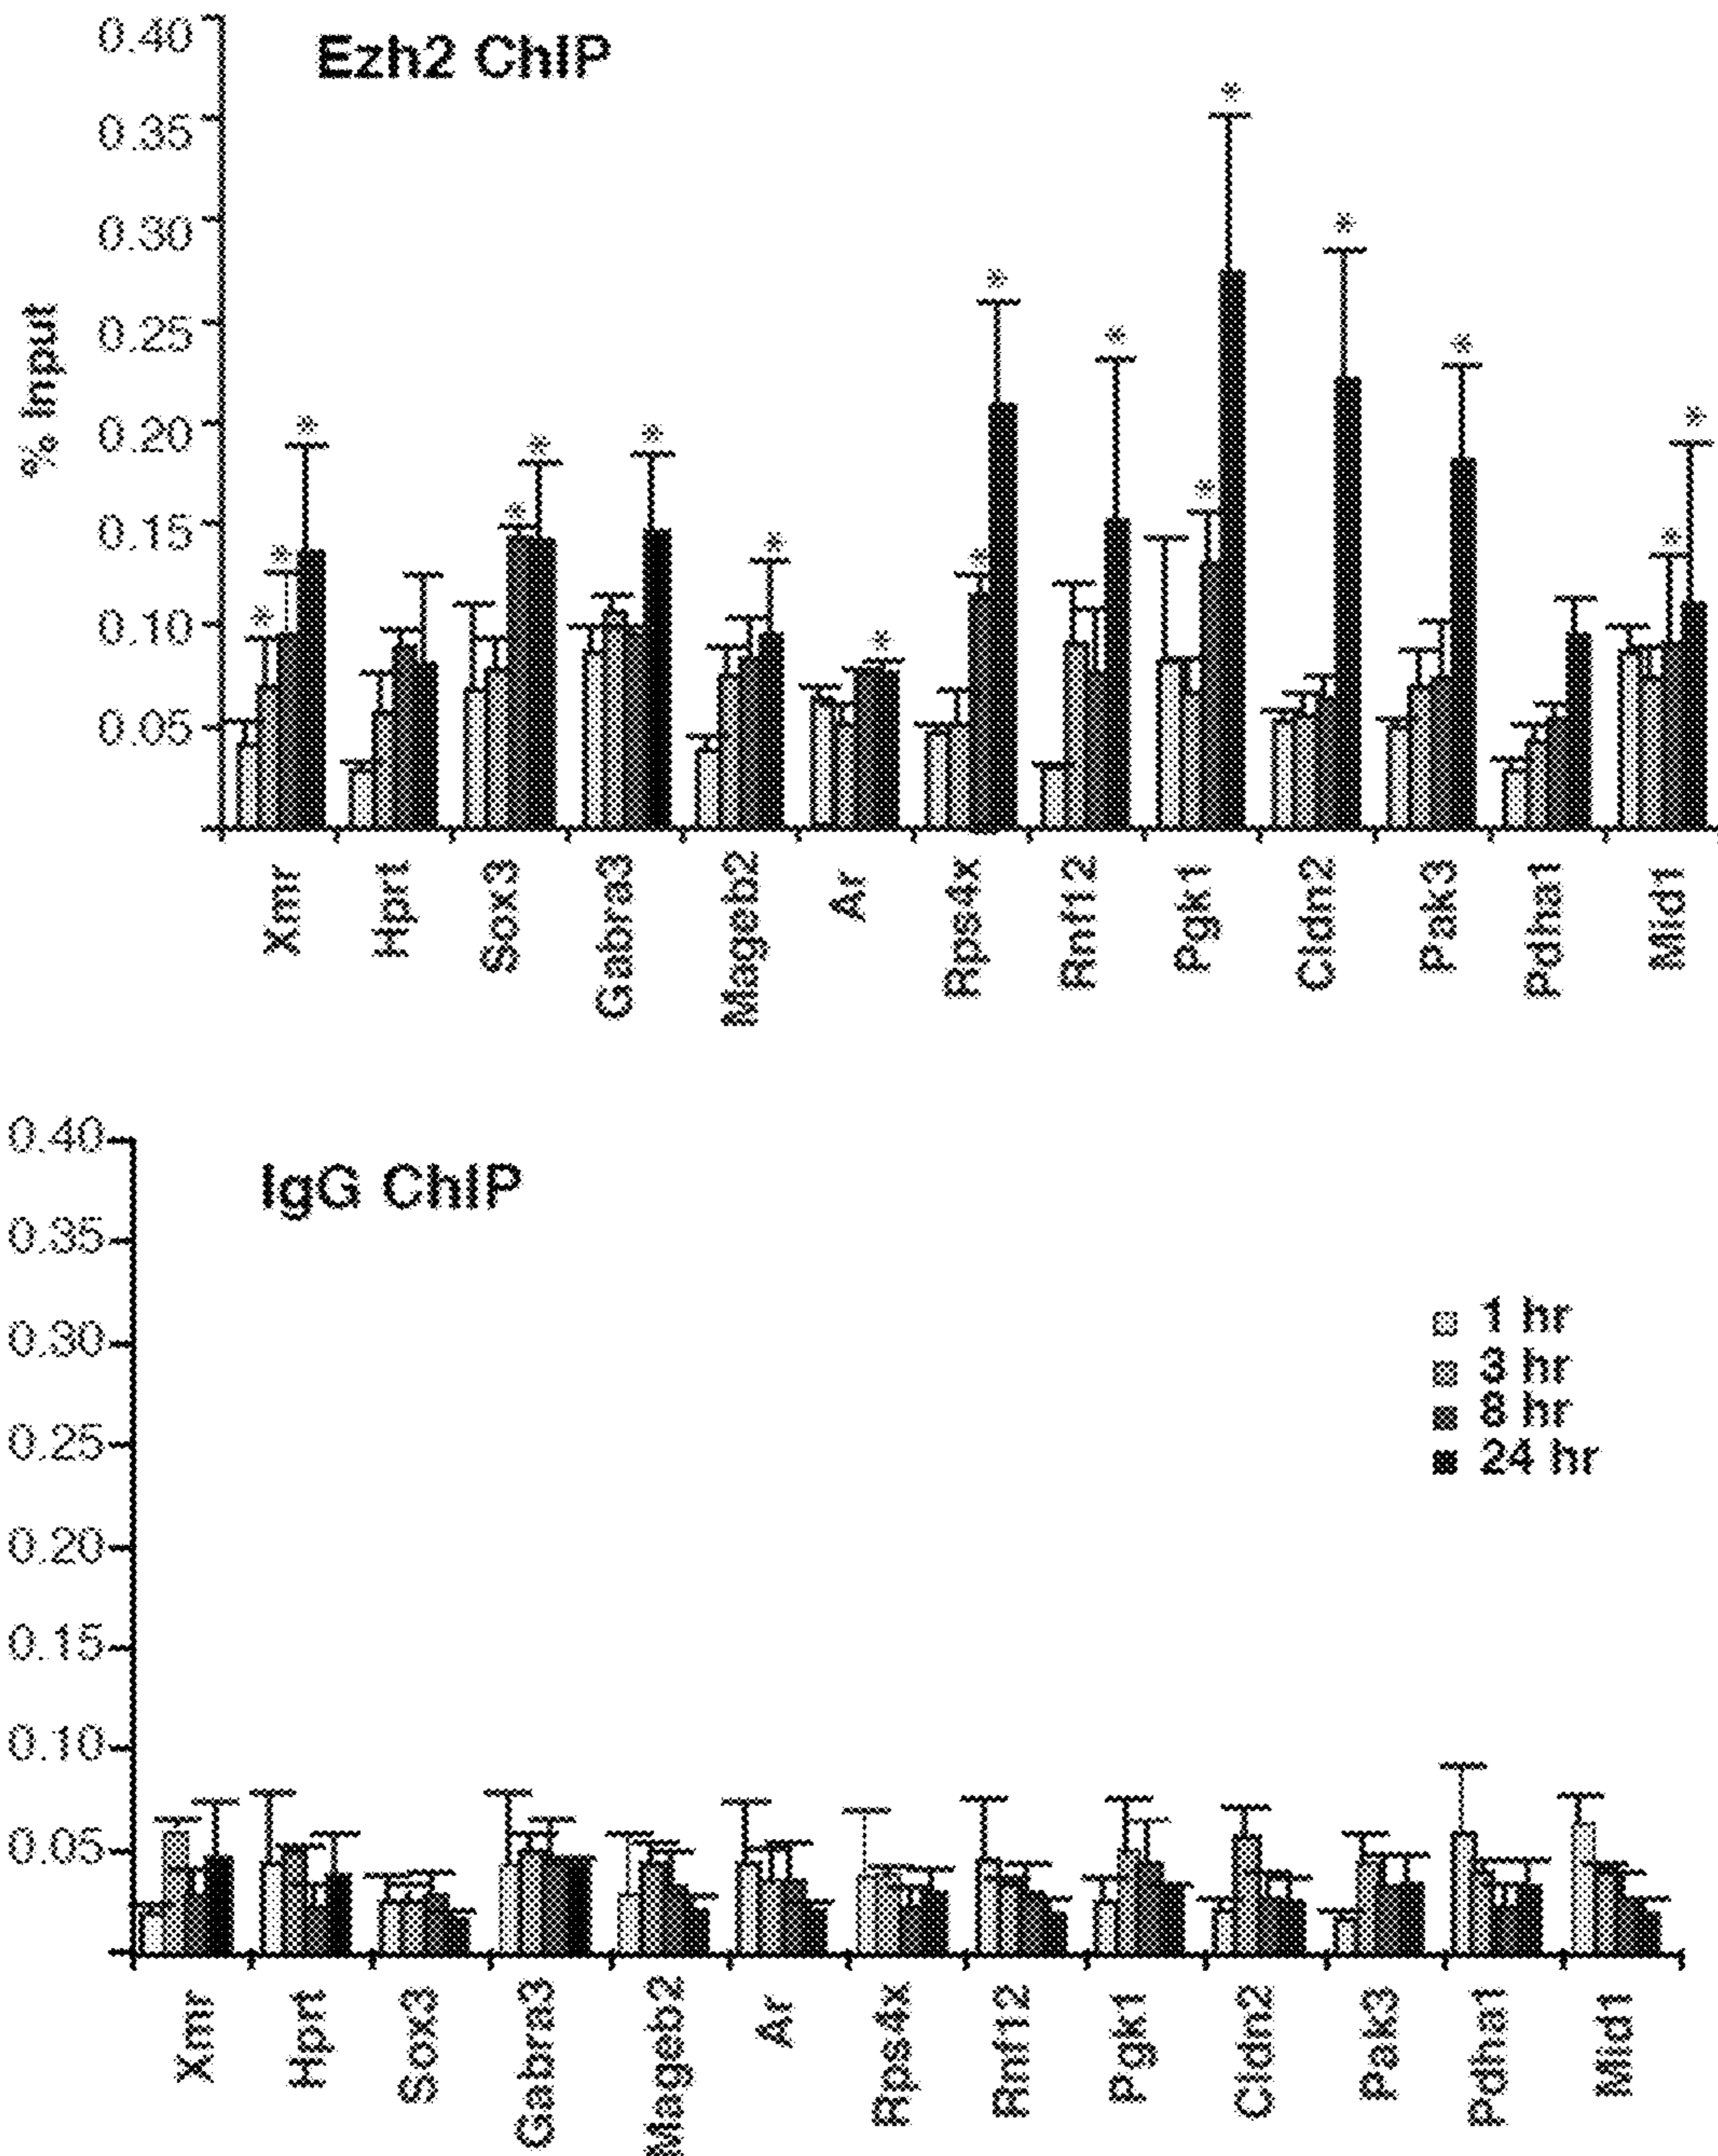 Ezh2 ChIP
% Input
0.40
0.35
0.30
0.25
0.20
0.15
0.10
0.05
* * * * * * * * * * * * * * * * *
Xmr
Hprt
Sox3
Gabra3
Mageb2
Ar
Rps4x
Rnf12
Pgk1
Cldn2
Pak3
Pdha1
Mid1
IgG ChIP
0.40
0.35
0.30
0.25
0.20
0.15
0.10
0.05
1 hr
3 hr
8 hr
24 hr
Xmr
Hprt
Sox3
Gabra3
Mageb2
Ar
Rps4x
Rnf12
Pgk1
Cldn2
Pak3
Pdha1
Mid1